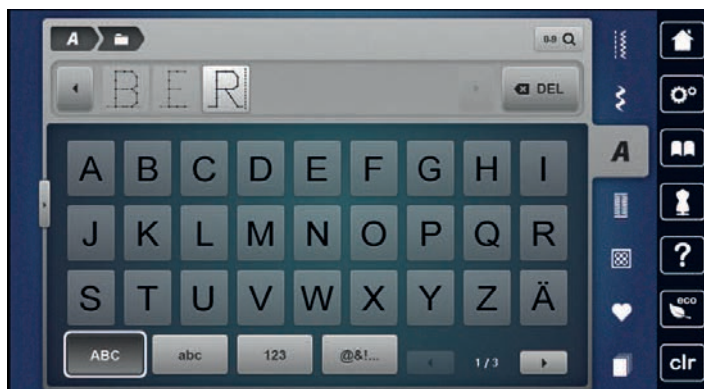 A
0-9
B E R
DEL
A B C D E F G H I
A
J K L M N O P Q R
?
S T U V W X Y Z Ä
eco
ABC abc 123 @&!... 1/3
clr